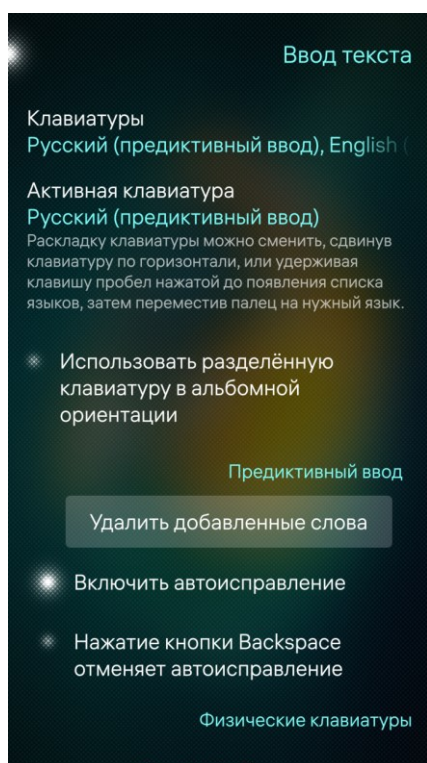 Ввод текста
Клавиатуры
Русский (предиктивный ввод), English (
Активная клавиатура
Русский (предиктивный ввод)
Раскладку клавиатуры можно сменить, сдвинув
клавиатуру по горизонтали, или удерживая
клавишу пробел нажатой до появления списка
языков, затем переместив палец на нужный язык.
Использовать разделённую
клавиатуру в альбомной
ориентации
Предиктивный ввод
Удалить добавленные слова
Включить автоисправление
Нажатие кнопки Backspace
отменяет автоисправление
Физические клавиатуры